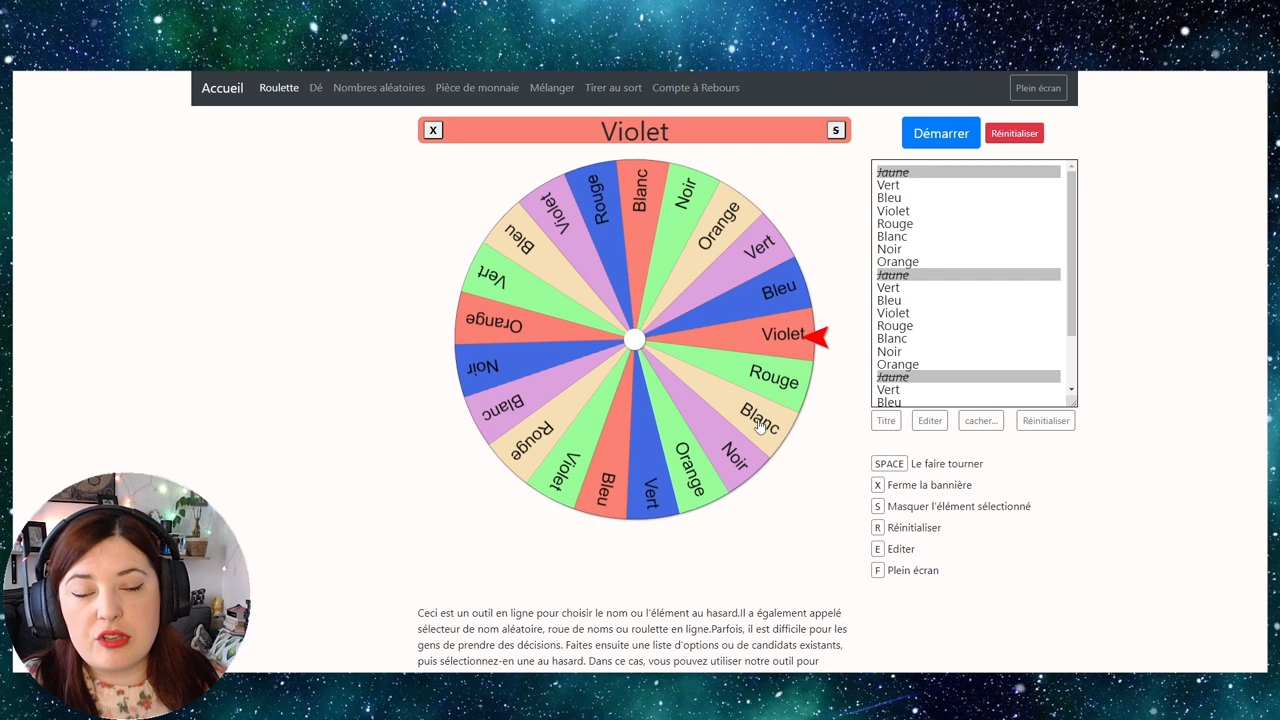 Accueil Roulette Dé Nombres aléatoires Pièce de monnaie Mélanger Tirer au sort Compte à Rebours Plein écran
X Violet S
Démarrer Réinitialiser
Jaune
Vert
Bleu
Violet
Rouge
Blanc
Noir
Orange
Jaune
Vert
Bleu
Violet
Rouge
Blanc
Noir
Orange
Jaune
Vert
Bleu
Titre Editer cacher... Réinitialiser
Blanc
Noir
Orange
Vert
Bleu
Violet
Rouge
Blanc
Noir
Orange
Vert
Bleu
Violet
Rouge
Blanc
Noir
Orange
Vert
Bleu
Violet
Rouge
SPACE Le faire tourner
X Ferme la bannière
S Masquer l'élément sélectionné
R Réinitialiser
E Editer
F Plein écran
Ceci est un outil en ligne pour choisir le nom ou l'élément au hasard.Il a également appelé
sélecteur de nom aléatoire, roue de noms ou roulette en ligne.Parfois, il est difficile pour les
gens de prendre des décisions. Faites ensuite une liste d'options ou de candidats existants,
puis sélectionnez-en une au hasard. Dans ce cas, vous pouvez utiliser notre outil pour